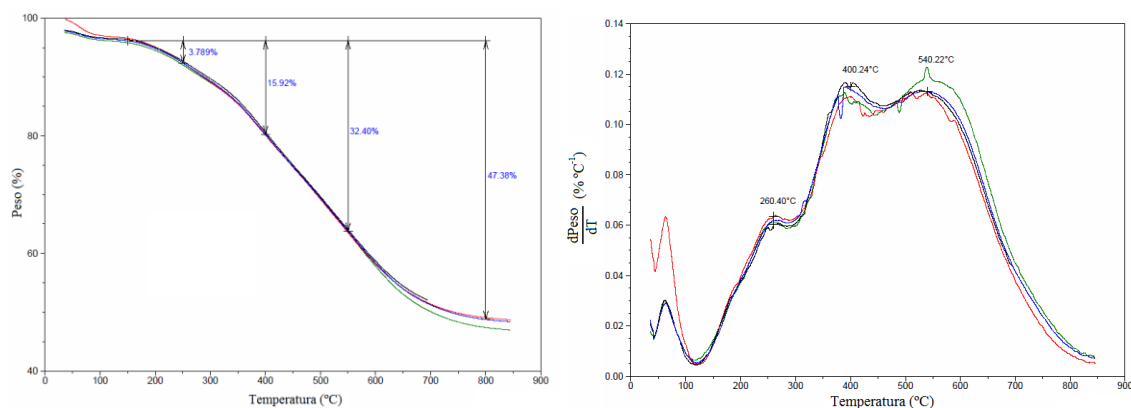 100
80
60
40
Peso (%)
3.789%
15.92%
32.40%
47.38%
0 100 200 300 400 500 600 700 800 900
Temperatura (ºC)
0.14
0.12
0.10
0.08
0.06
0.04
0.02
0.00
dPeso
dT
(% ºC⁻¹)
260.40°C
400.24°C
540.22°C
0 100 200 300 400 500 600 700 800 900
Temperatura (ºC)